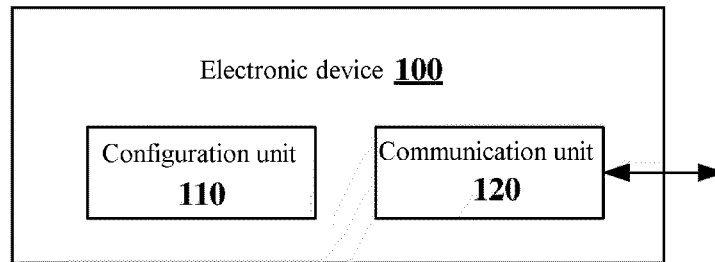 Electronic device 100
Configuration unit
110
Communication unit
120